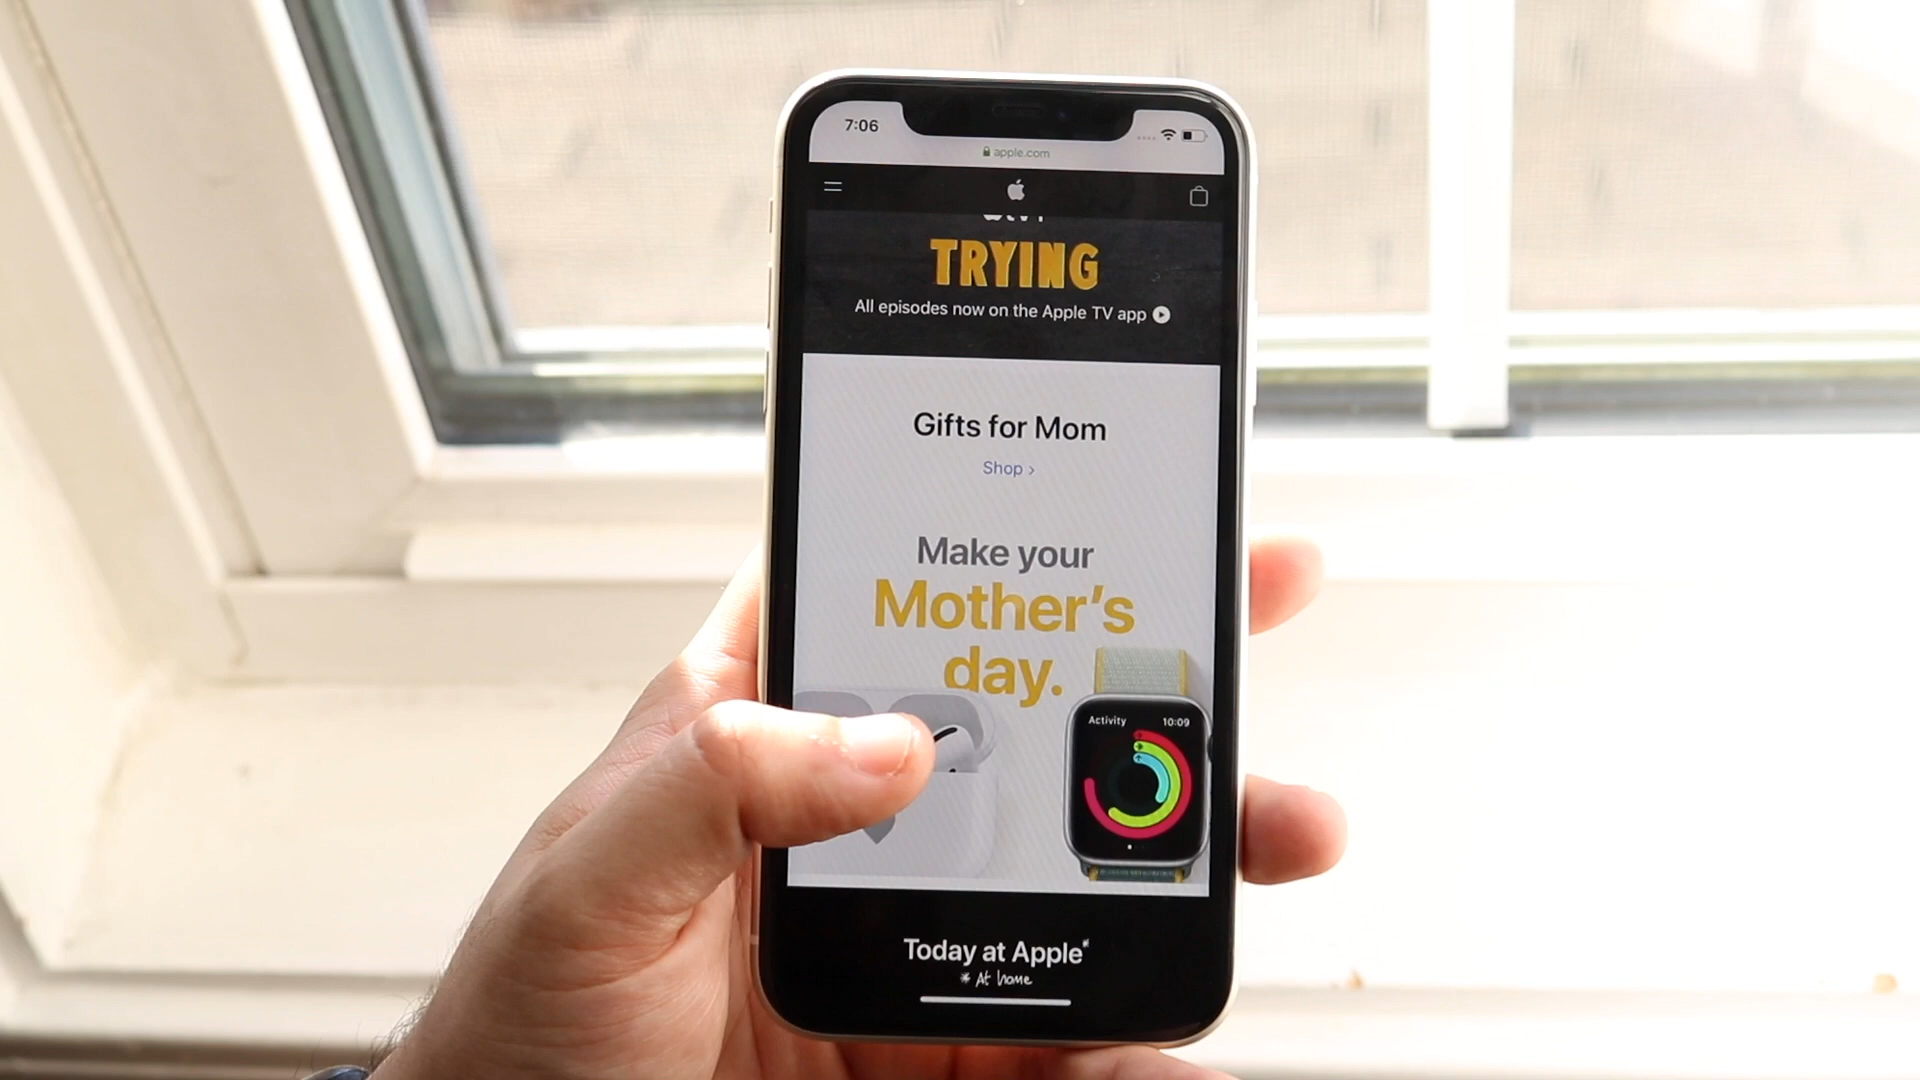 7:06
apple.com
TRYING
All episodes now on the Apple TV app
Gifts for Mom
Shop >
Make your
Mother's
day.
Activity 10:09
Today at Apple*
* At home